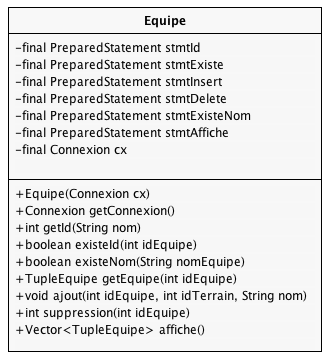 Equipe
-final PreparedStatement stmtId
-final PreparedStatement stmtExiste
-final PreparedStatement stmtInsert
-final PreparedStatement stmtDelete
-final PreparedStatement stmtExisteNom
-final PreparedStatement stmtAffiche
-final Connexion cx
+Equipe(Connexion cx)
+Connexion getConnexion()
+int getId(String nom)
+boolean existeId(int idEquipe)
+boolean existeNom(String nomEquipe)
+TupleEquipe getEquipe(int idEquipe)
+void ajout(int idEquipe, int idTerrain, String nom)
+int suppression(int idEquipe)
+Vector<TupleEquipe> affiche()